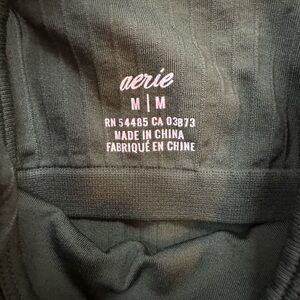 aerie
M | M
RN 54485 CA 03873
MADE IN CHINA
FABRIQUÉ EN CHINE